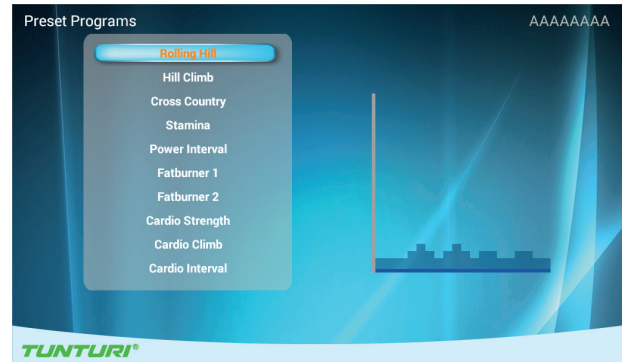 Preset Programs
AAAAAAAA
Rolling Hill
Hill Climb
Cross Country
Stamina
Power Interval
Fatburner 1
Fatburner 2
Cardio Strength
Cardio Climb
Cardio Interval
TUNTURI®